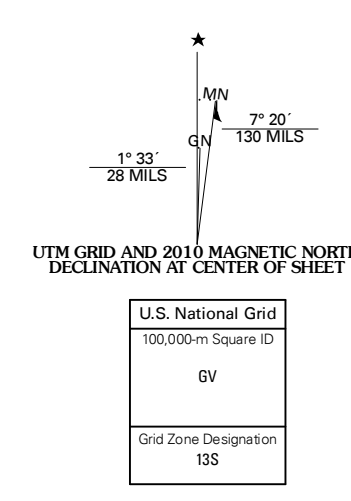 MN
GN
7° 20´
130 MILS
1° 33´
28 MILS
UTM GRID AND 2010 MAGNETIC NORTH
DECLINATION AT CENTER OF SHEET
U.S. National Grid
100,000-m Square ID
GV
Grid Zone Designation
13S